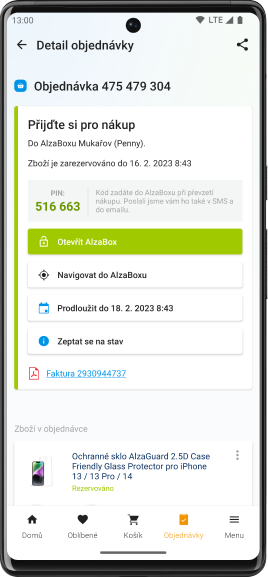 13:00
LTE
Detail objednávky
Objednávka 475 479 304
Přijďte si pro nákup
Do AlzaBoxu Mukařov (Penny).
Zboží je zarezervováno do 16. 2. 2023 8:43
PIN:
516 663
Kód zadáte do AlzaBoxu při převzetí
nákupu. Poslali jsme vám ho také v SMS a
do emailu.
Otevřít AlzaBox
Navigovat do AlzaBoxu
Prodloužit do 18. 2. 2023 8:43
Zeptat se na stav
Faktura 2930944737
Zboží v objednávce
Ochranné sklo AlzaGuard 2.5D Case
Friendly Glass Protector pro iPhone
13 / 13 Pro / 14
Rezervováno
Domů
Oblíbené
Košík
Objednávky
Menu